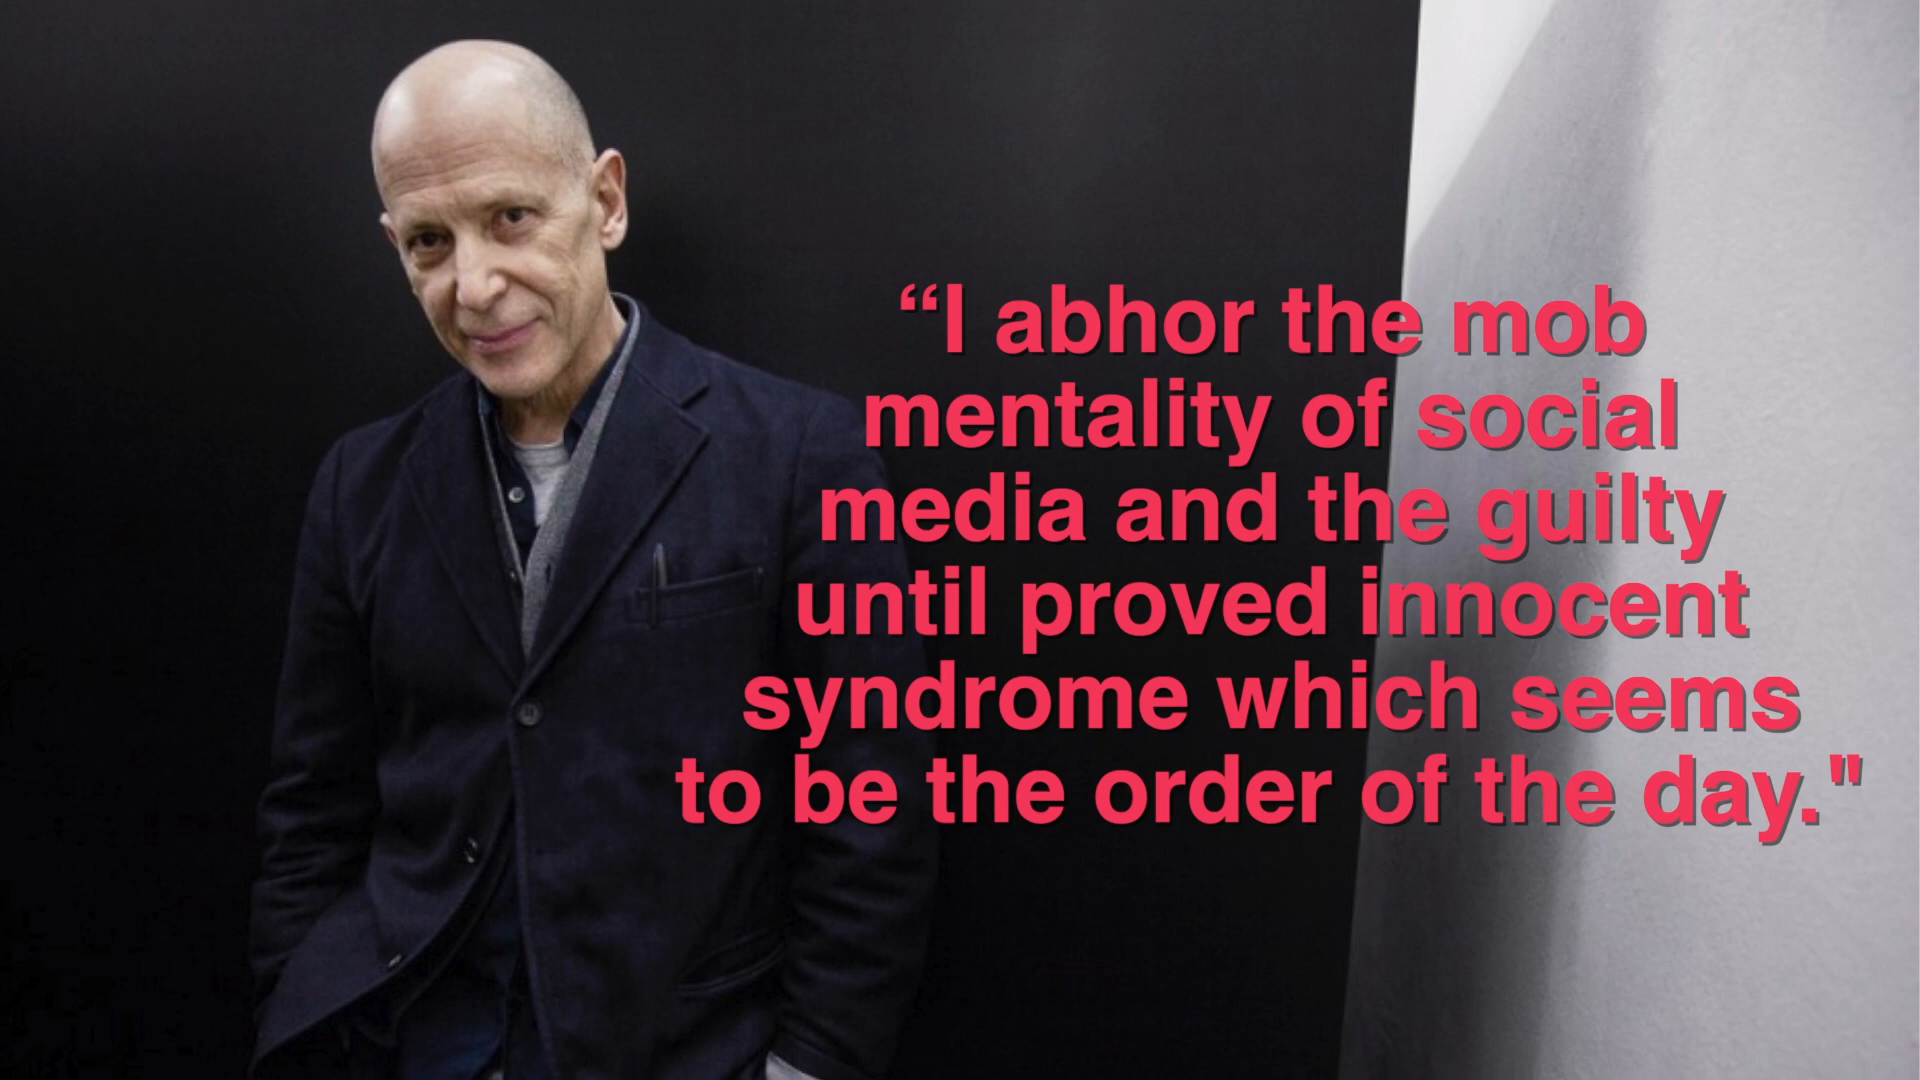 “I abhor the mob
mentality of social
media and the guilty
until proved innocent
syndrome which seems
to be the order of the day."